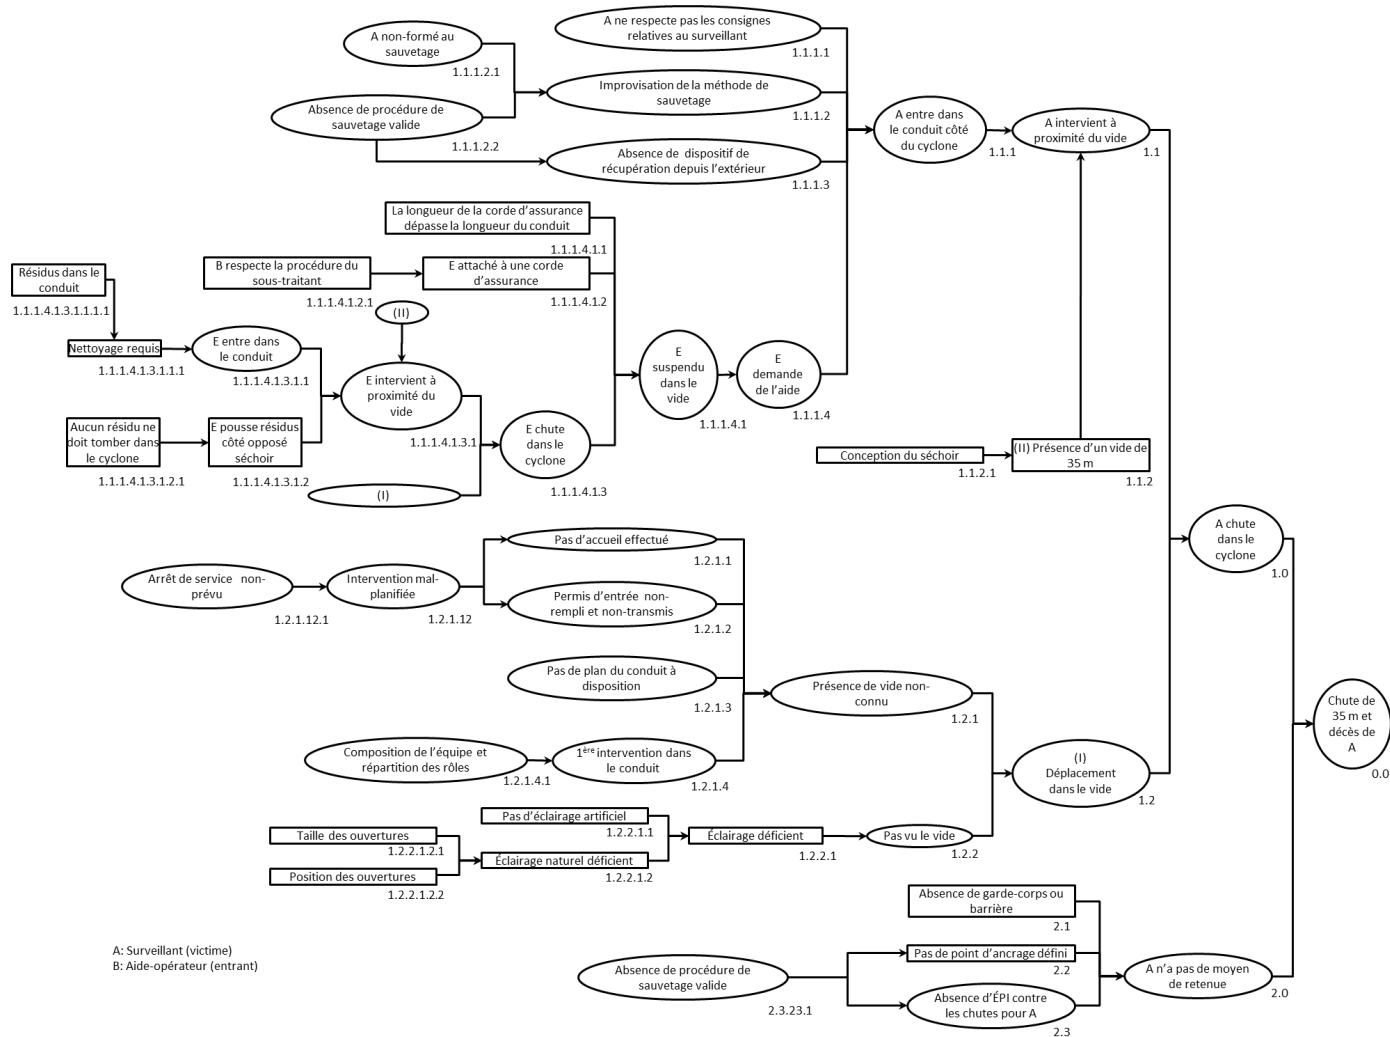 A ne respecte pas les consignes
relatives au surveillant
1.1.1.1
A non-formé au
sauvetage
1.1.1.2.1
Improvisation de la méthode de
sauvetage
1.1.1.2
Absence de procédure de
sauvetage valide
1.1.1.2.2
Absence de dispositif de
récupération depuis l'extérieur
1.1.1.3
A entre dans
le conduit côté
du cyclone
1.1.1
A intervient à
proximité du vide
1.1
La longueur de la corde d'assurance
dépasse la longueur du conduit
1.1.1.4.1.1
B respecte la procédure du
sous-traitant
1.1.1.4.1.2.1
E attaché à une corde
d'assurance
1.1.1.4.1.2
Résidus dans le
conduit
1.1.1.4.1.3.1.1.1.1
(II)
Nettoyage requis
1.1.1.4.1.3.1.1.1
E entre dans
le conduit
1.1.1.4.1.3.1.1
E intervient à
proximité du
vide
1.1.1.4.1.3.1
E
suspendu
dans le
vide
1.1.1.4.1
E
demande
de l'aide
1.1.1.4
Aucun résidu ne
doit tomber dans
le cyclone
1.1.1.4.1.3.1.2.1
E pousse résidus
côté opposé
séchoir
1.1.1.4.1.3.1.2
E chute
dans le
cyclone
1.1.1.4.1.3
(I)
Conception du séchoir
1.1.2.1
(II) Présence d'un vide de
35 m
1.1.2
A chute
dans le
cyclone
1.0
Pas d'accueil effectué
1.2.1.1
Arrêt de service non-
prévu
1.2.1.12.1
Intervention mal-
planifiée
1.2.1.12
Permis d'entrée non-
rempli et non-transmis
1.2.1.2
Pas de plan du conduit à
disposition
1.2.1.3
Présence de vide non-
connu
1.2.1
Composition de l'équipe et
répartition des rôles
1.2.1.4.1
1ère intervention dans
le conduit
1.2.1.4
(I)
Déplacement
dans le vide
1.2
Chute de
35 m et
décès de
A
0.0
Pas d'éclairage artificiel
1.2.2.1.1
Taille des ouvertures
1.2.2.1.2.1
Éclairage déficient
1.2.2.1
Pas vu le vide
1.2.2
Éclairage naturel déficient
1.2.2.1.2
Position des ouvertures
1.2.2.1.2.2
Absence de garde-corps ou
barrière
2.1
Pas de point d'ancrage défini
2.2
Absence de procédure de
sauvetage valide
2.3.23.1
Absence d'ÉPI contre
les chutes pour A
2.3
A n'a pas de moyen
de retenue
2.0
A: Surveillant (victime)
B: Aide-opérateur (entrant)